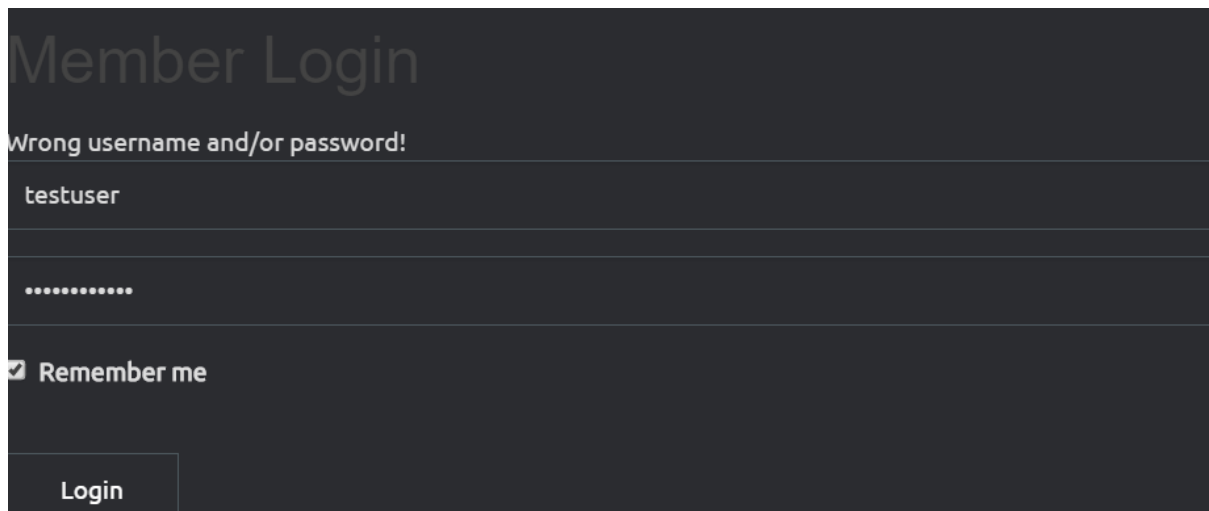 Member Login
Wrong username and/or password!
testuser
••••••••••••
Remember me
Login